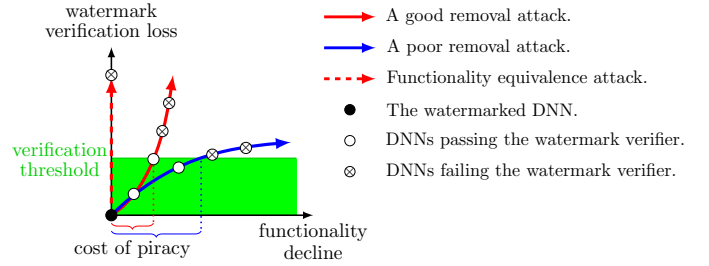 watermark
verification loss
verification
threshold
functionality
decline
cost of piracy
A good removal attack.
A poor removal attack.
Functionality equivalence attack.
The watermarked DNN.
DNNs passing the watermark verifier.
DNNs failing the watermark verifier.